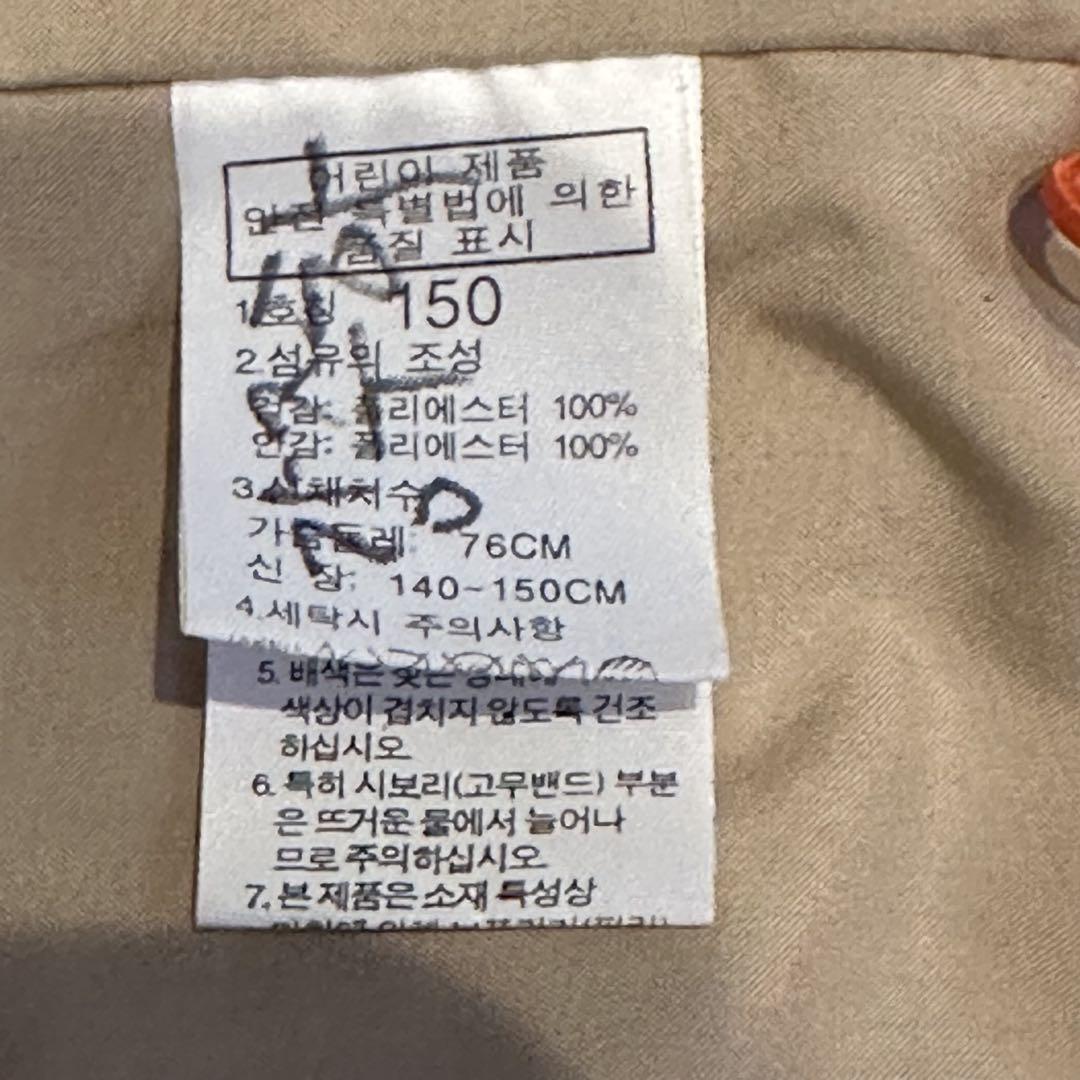 어린이 제품
안전 특별법에 의한
품질 표시
1.호칭 150
2.섬유의 조성
겉감: 폴리에스터 100%
안감: 폴리에스터 100%
3.신체치수
가슴둘레: 76CM
신 장: 140~150CM
4.세탁시 주의사항
5. 배색은 젖은
색상이 겹치지 않도록 건조
하십시오
6. 특히 시보리(고무밴드) 부분
은 뜨거운 물에서 늘어나
므로 주의하십시오
7. 본 제품은 소재 특성상